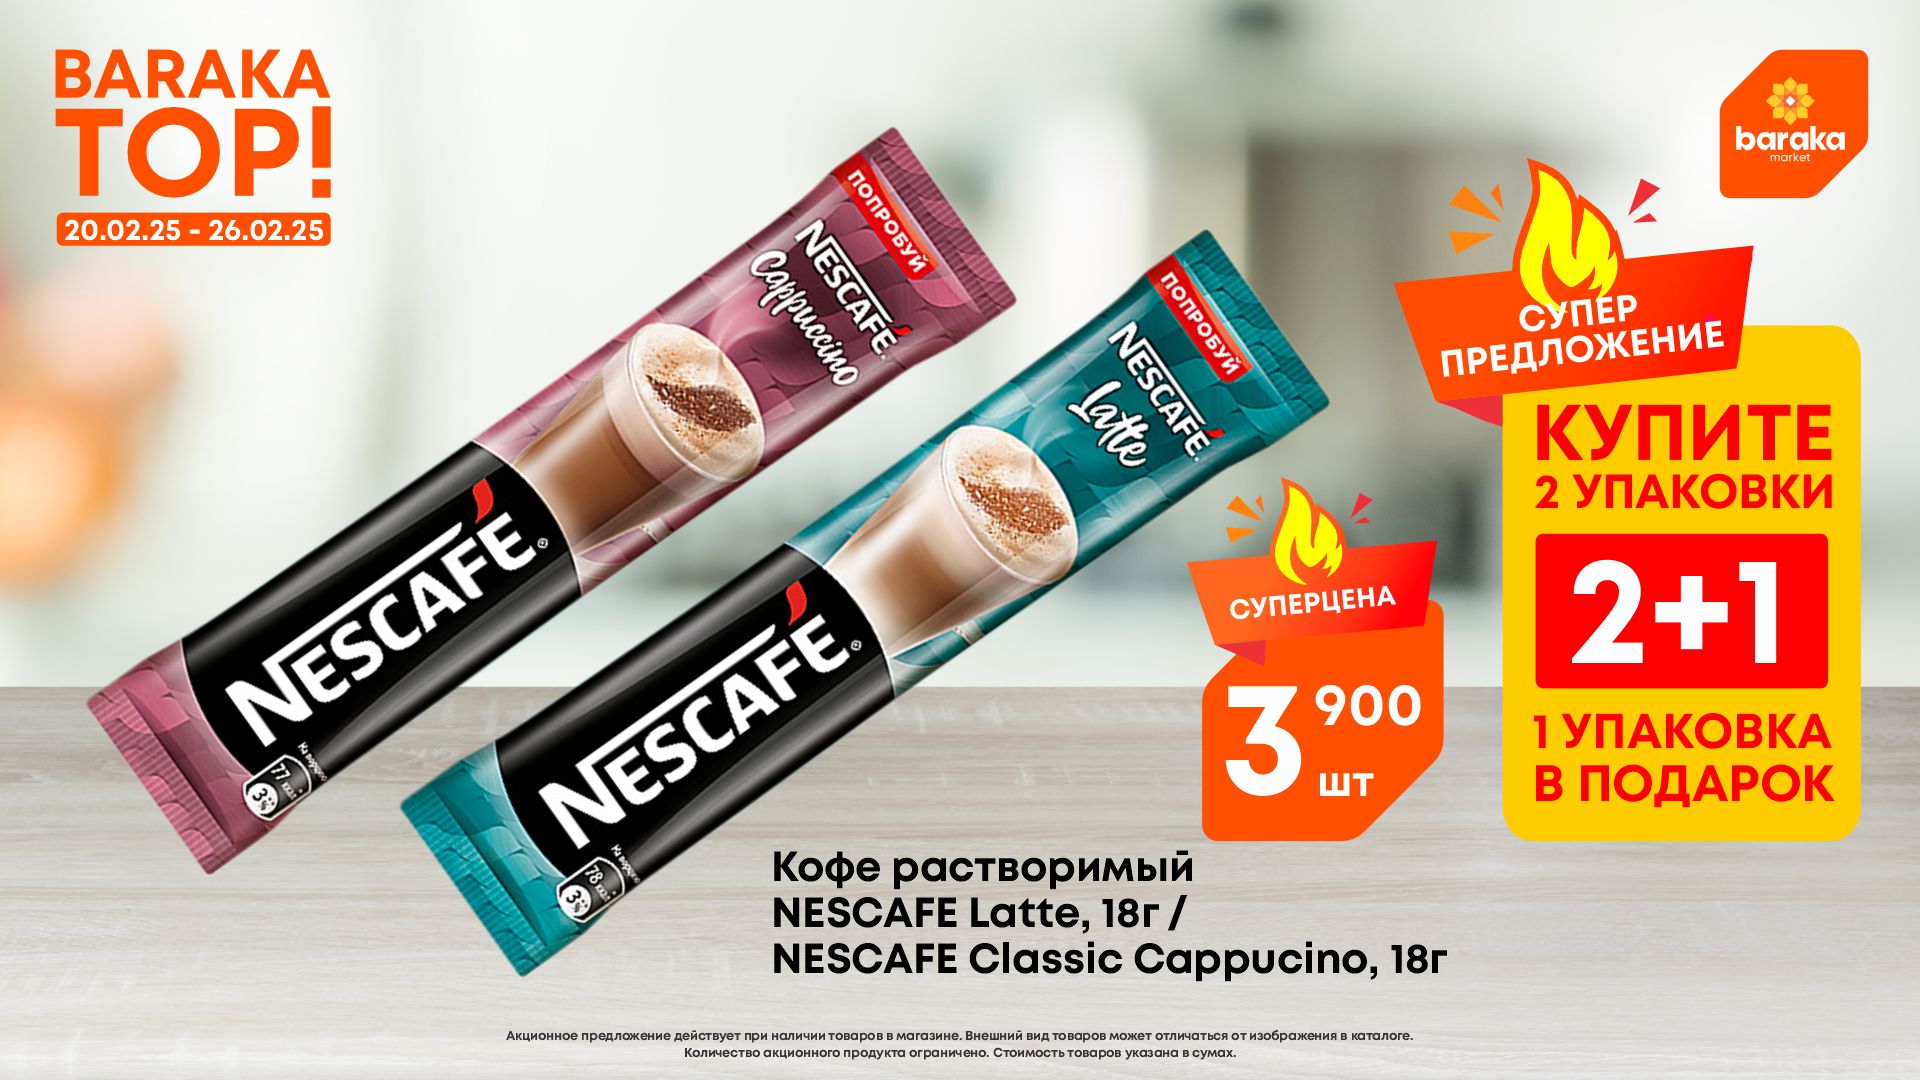 BARAKA
TOP!
20.02.25 - 26.02.25
baraka
market
ПОПРОБУЙ
NESCAFÉ.
Cappuccino
NESCAFÉ.
77 ккал
3%
ПОПРОБУЙ
NESCAFÉ.
Latte
NESCAFÉ.
78 ккал
3%
СУПЕРЦЕНА
3 900
шт
СУПЕР
ПРЕДЛОЖЕНИЕ
КУПИТЕ
2 УПАКОВКИ
2+1
1 УПАКОВКА
В ПОДАРОК
Кофе растворимый
NESCAFE Latte, 18г /
NESCAFE Classic Cappucino, 18г
Акционное предложение действует при наличии товаров в магазине. Внешний вид товаров может отличаться от изображения в каталоге.
Количество акционного продукта ограничено. Стоимость товаров указана в сумах.